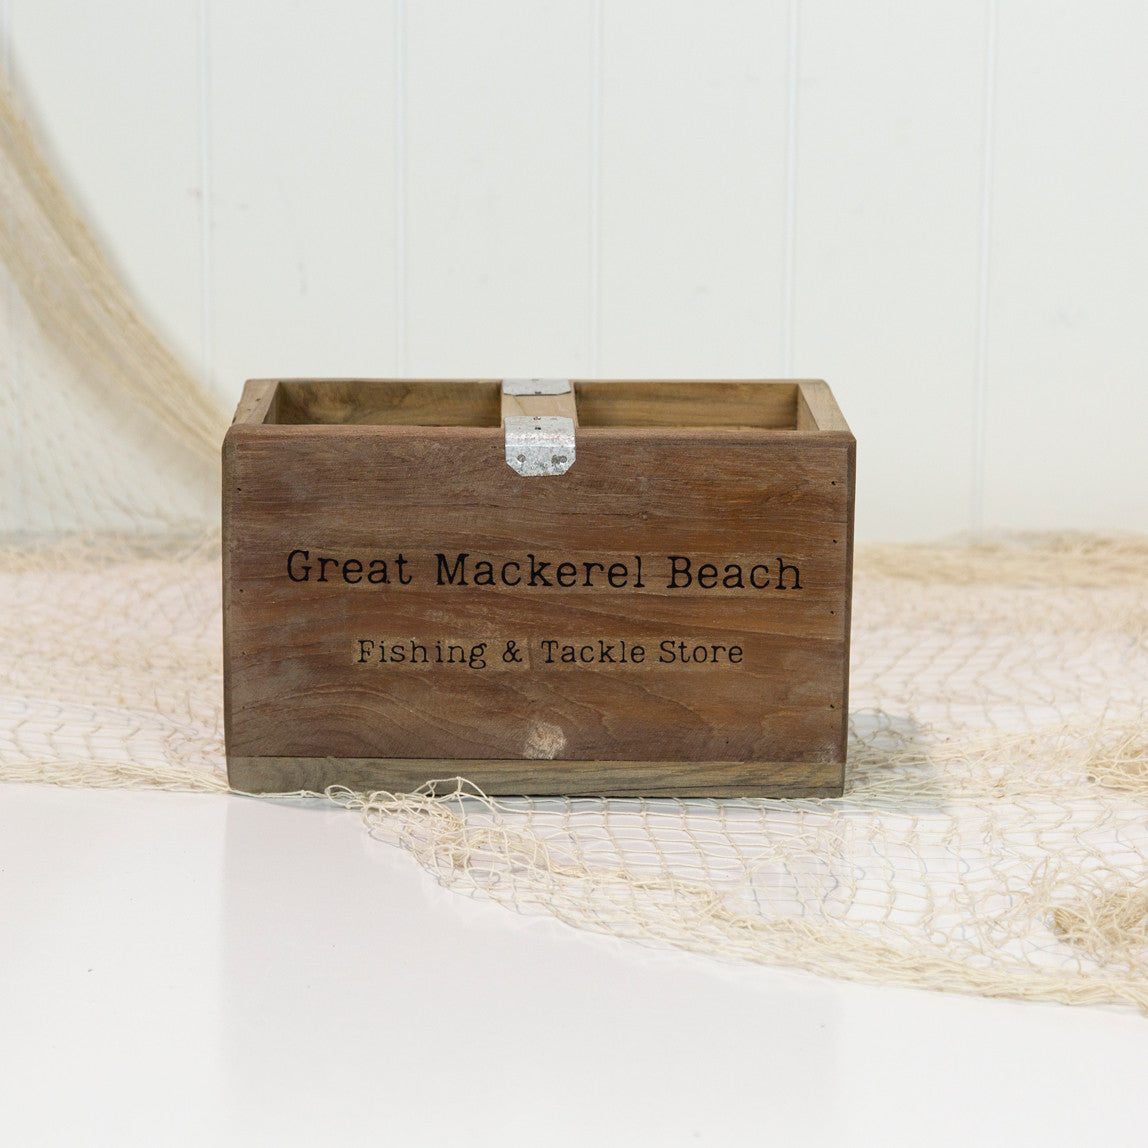 Great Mackerel Beach
Fishing & Tackle Store